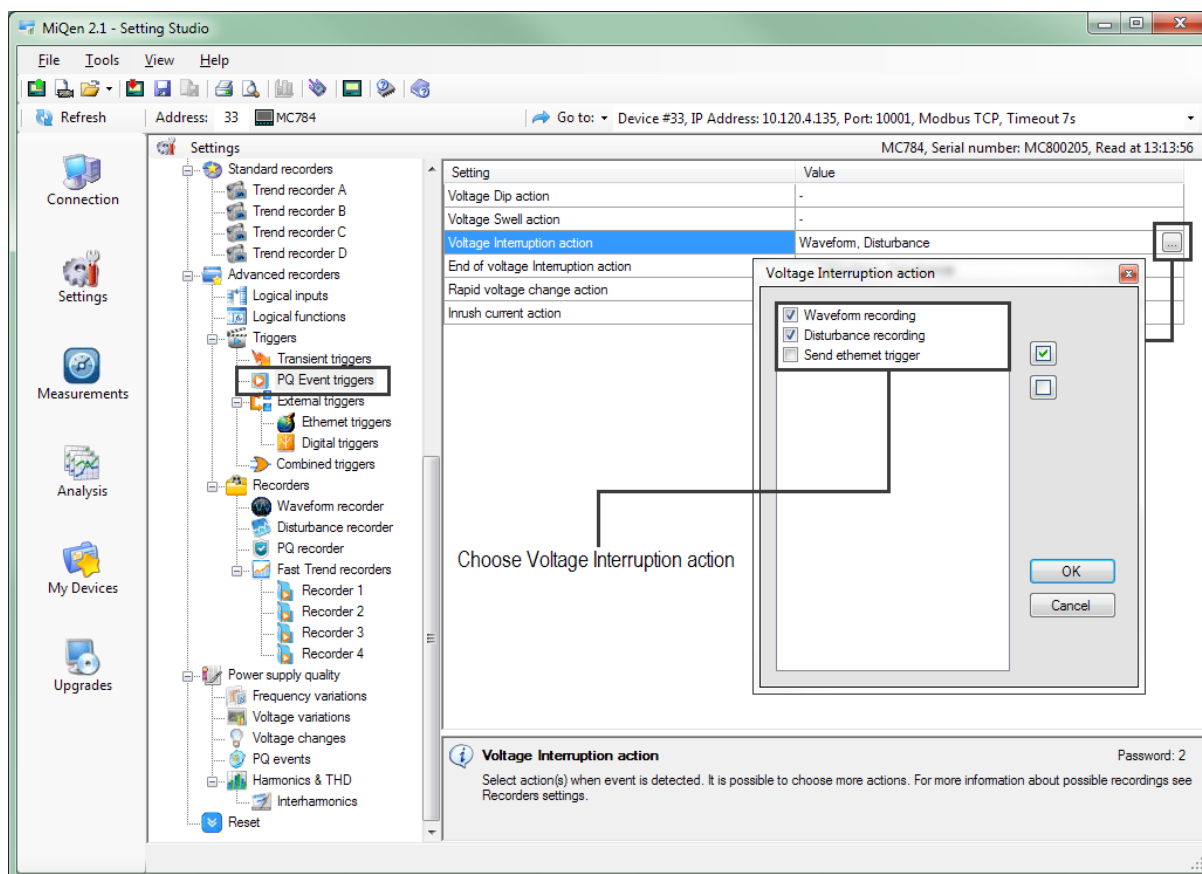 MiQen 2.1 - Setting Studio
File Tools View Help
Refresh Address: 33 MC784 Go to: Device #33, IP Address: 10.120.4.135, Port: 10001, Modbus TCP, Timeout 7s
Connection
Settings
Measurements
Analysis
My Devices
Upgrades
Settings MC784, Serial number: MC800205, Read at 13:13:56
Standard recorders
Trend recorder A
Trend recorder B
Trend recorder C
Trend recorder D
Advanced recorders
Logical inputs
Logical functions
Triggers
Transient triggers
PQ Event triggers
External triggers
Ethernet triggers
Digital triggers
Combined triggers
Recorders
Waveform recorder
Disturbance recorder
PQ recorder
Fast Trend recorders
Recorder 1
Recorder 2
Recorder 3
Recorder 4
Power supply quality
Frequency variations
Voltage variations
Voltage changes
PQ events
Harmonics & THD
Interharmonics
Reset
Setting Value
Voltage Dip action -
Voltage Swell action -
Voltage Interruption action Waveform, Disturbance ...
End of voltage Interruption action
Rapid voltage change action
Inrush current action
Voltage Interruption action
Waveform recording
Disturbance recording
Send ethernet trigger
OK
Cancel
Choose Voltage Interruption action
Voltage Interruption action Password: 2
Select action(s) when event is detected. It is possible to choose more actions. For more information about possible recordings see
Recorders settings.